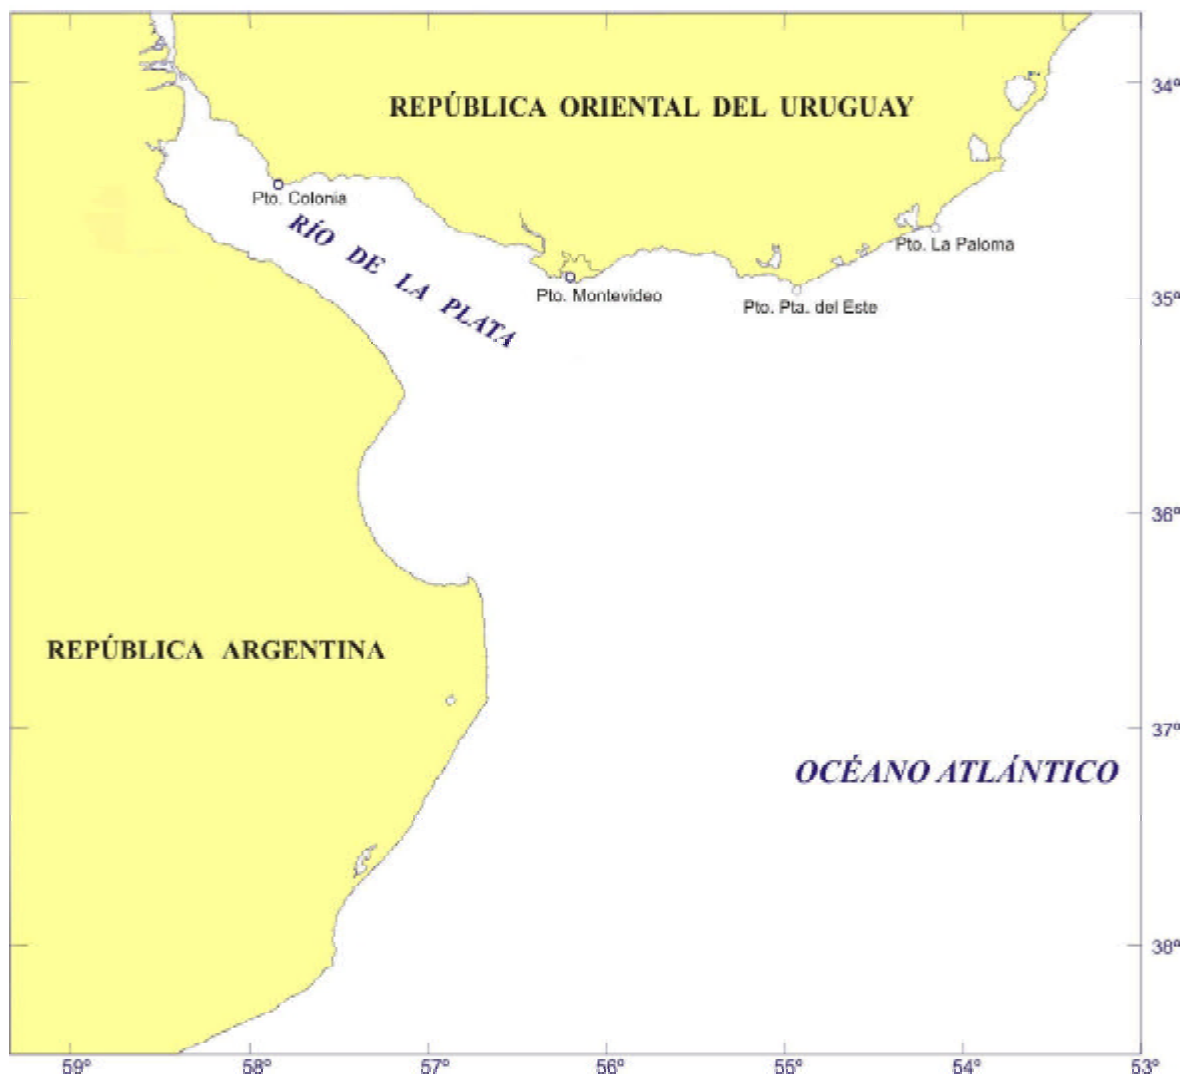 34º
REPÚBLICA ORIENTAL DEL URUGUAY
Pto. Colonia
RÍO DE LA PLATA
Pto. La Paloma
Pto. Montevideo
Pto. Pta. del Este
35º
36º
REPÚBLICA ARGENTINA
37º
OCÉANO ATLÁNTICO
38º
59º 58º 57º 56º 55º 54º 53º